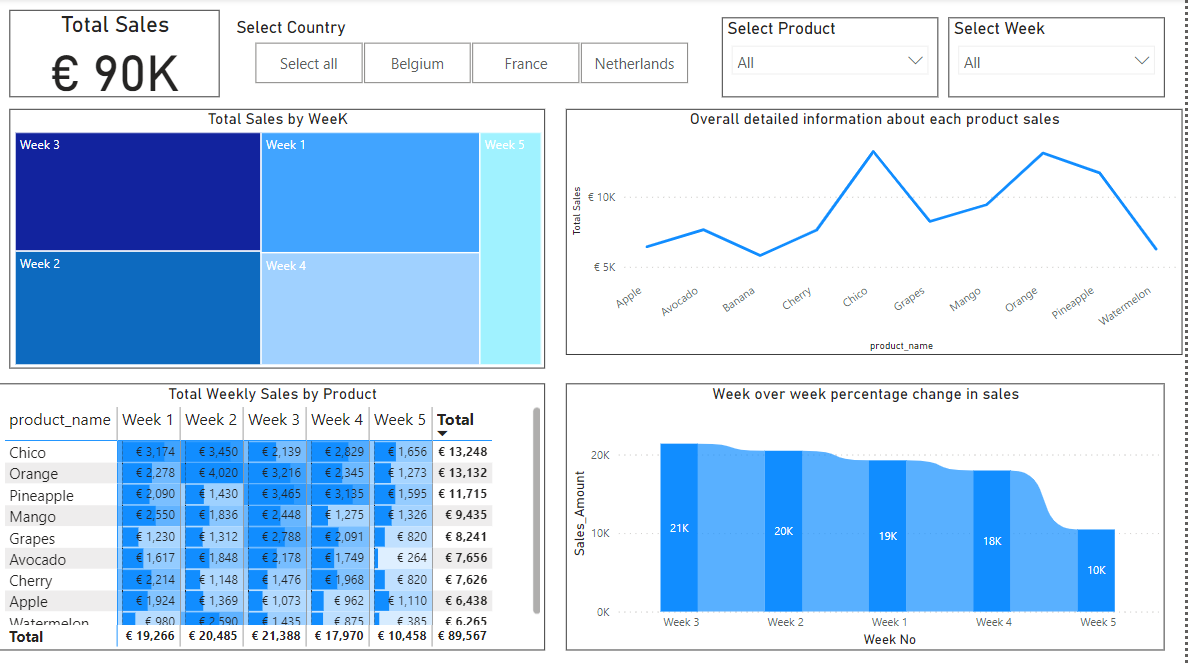 Total Sales
€ 90K
Select Country
Select all Belgium France Netherlands
Select Product
All
Select Week
All
Total Sales by WeeK
Week 3
Week 1
Week 5
Week 2
Week 4
Overall detailed information about each product sales
Total Sales
€ 10K
€ 5K
Apple Avocado Banana Cherry Chico Grapes Mango Orange Pineapple Watermelon
product_name
Total Weekly Sales by Product
product_name Week 1 Week 2 Week 3 Week 4 Week 5 Total
Chico € 3,174 € 3,450 € 2,139 € 2,829 € 1,656 € 13,248
Orange € 2,278 € 4,020 € 3,216 € 2,345 € 1,273 € 13,132
Pineapple € 2,090 € 1,430 € 3,465 € 3,135 € 1,595 € 11,715
Mango € 2,550 € 1,836 € 2,448 € 1,275 € 1,326 € 9,435
Grapes € 1,230 € 1,312 € 2,788 € 2,091 € 820 € 8,241
Avocado € 1,617 € 1,848 € 2,178 € 1,749 € 264 € 7,656
Cherry € 2,214 € 1,148 € 1,476 € 1,968 € 820 € 7,626
Apple € 1,924 € 1,369 € 1,073 € 962 € 1,110 € 6,438
Watermelon € 980 € 2,590 € 1,435 € 875 € 385 € 6,265
Total € 19,266 € 20,485 € 21,388 € 17,970 € 10,458 € 89,567
Week over week percentage change in sales
Sales_Amount
20K
10K
0K
21K
20K
19K
18K
10K
Week 3 Week 2 Week 1 Week 4 Week 5
Week No